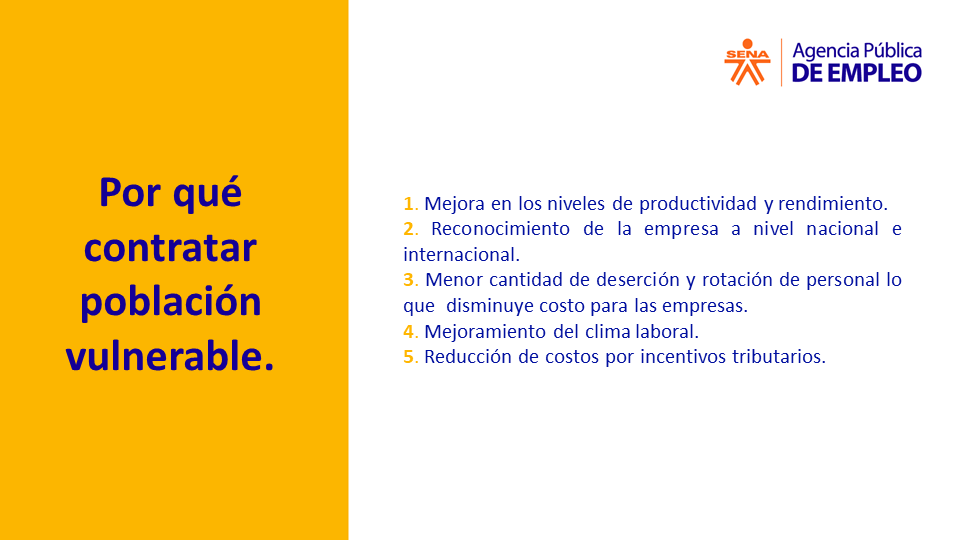 SENA
Agencia Pública
DE EMPLEO
Por qué
contratar
población
vulnerable.
1. Mejora en los niveles de productividad y rendimiento.
2. Reconocimiento de la empresa a nivel nacional e
internacional.
3. Menor cantidad de deserción y rotación de personal lo
que disminuye costo para las empresas.
4. Mejoramiento del clima laboral.
5. Reducción de costos por incentivos tributarios.